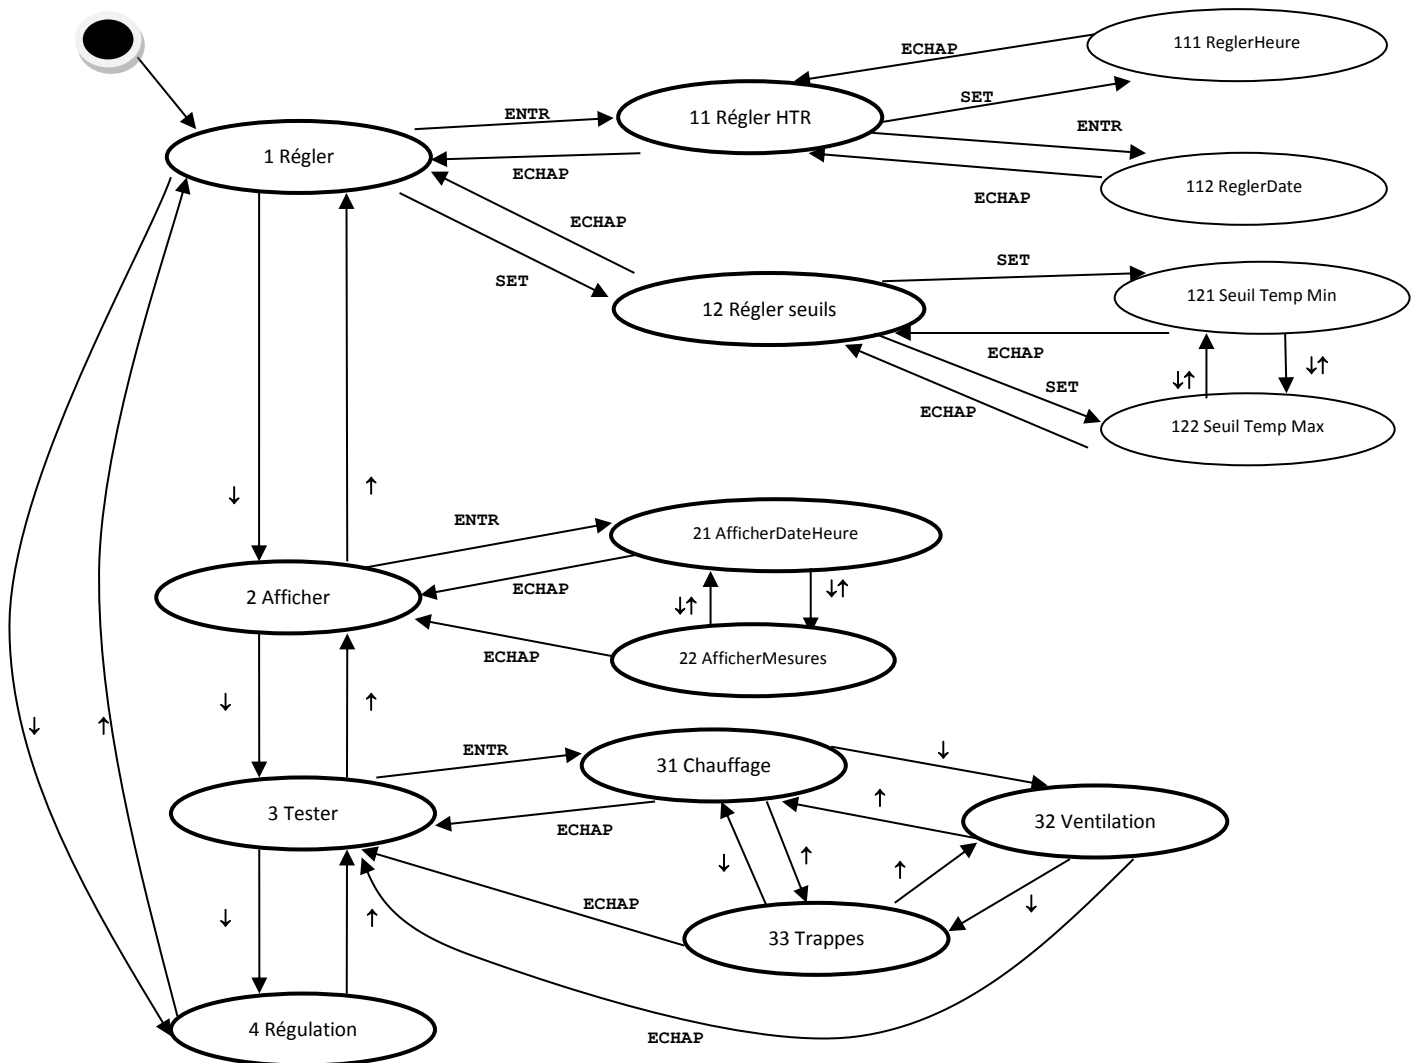 111 ReglerHeure
ECHAP
SET
ENTR
11 Régler HTR
ENTR
1 Régler
ECHAP
112 ReglerDate
ECHAP
ECHAP
SET
SET
121 Seuil Temp Min
12 Régler seuils
ECHAP
↓↑
↓↑
SET
ECHAP
122 Seuil Temp Max
↓
↑
ENTR
21 AfficherDateHeure
ECHAP
2 Afficher
↓↑
↓↑
ECHAP
22 AfficherMesures
↓
↑
↓
↑
ENTR
31 Chauffage
↓
↑
3 Tester
ECHAP
32 Ventilation
↓
↑
↑
ECHAP
↓
↓
↑
33 Trappes
4 Régulation
ECHAP